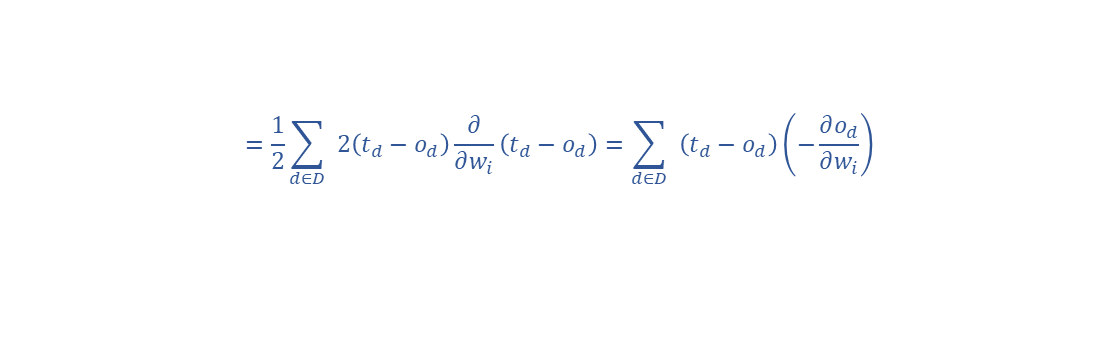 = 1/2 ∑_{d∈D} 2(t_d − o_d) ∂/∂w_i (t_d − o_d) = ∑_{d∈D} (t_d − o_d) (− ∂o_d/∂w_i)